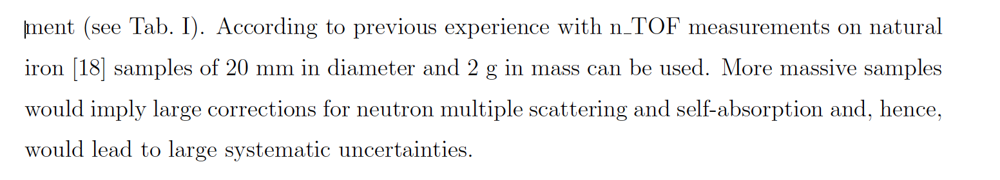 ment (see Tab. I). According to previous experience with n_TOF measurements on natural
iron [18] samples of 20 mm in diameter and 2 g in mass can be used. More massive samples
would imply large corrections for neutron multiple scattering and self-absorption and, hence,
would lead to large systematic uncertainties.